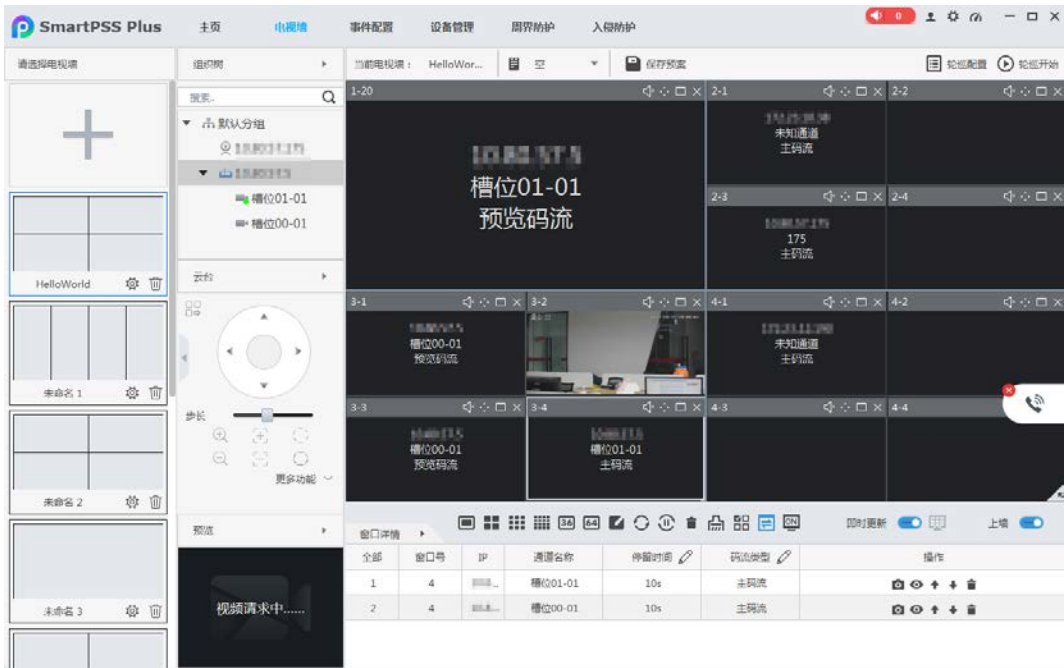 SmartPSS Plus
主页
电视墙
事件配置
设备管理
周界防护
入侵防护
0
请选择电视墙
组织树
当前电视墙： HelloWor...
空
保存预案
轮巡配置
轮巡开始
搜索..
默认分组
槽位01-01
槽位00-01
云台
步长
更多功能
预览
视频请求中......
HelloWorld
未命名 1
未命名 2
未命名 3
1-20
槽位01-01
预览码流
2-1
未知通道
主码流
2-2
2-3
175
主码流
2-4
3-1
槽位00-01
预览码流
3-2
4-1
未知通道
主码流
4-2
3-3
槽位00-01
预览码流
3-4
槽位01-01
主码流
4-3
4-4
窗口详情
36
64
ON
即时更新
上墙
全部 窗口号 IP 通道名称 停留时间 码流类型 操作
1 4 槽位01-01 10s 主码流
2 4 槽位00-01 10s 主码流